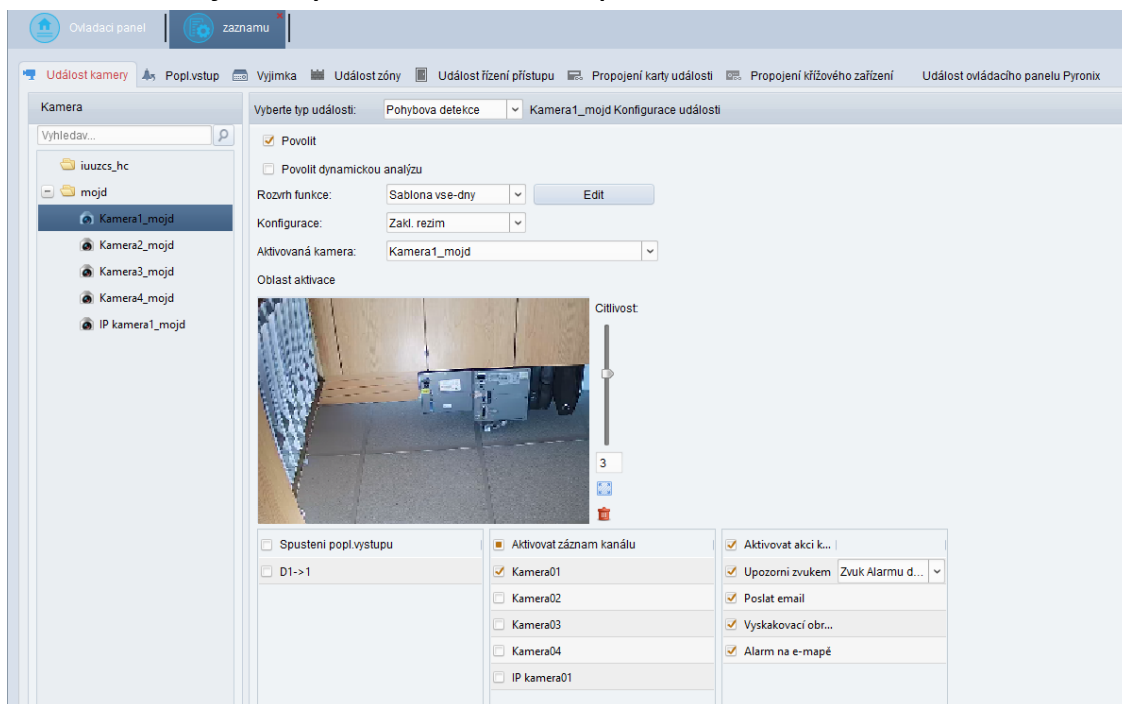 Ovladaci panel zaznamu
Událost kamery Popl.vstup Vyjimka Událost zóny Událost řízení přístupu Propojení karty události Propojení křížového zařízení Událost ovládácího panelu Pyronix
Kamera
Vyhledav...
iuuzcs_hc
mojd
Kamera1_mojd
Kamera2_mojd
Kamera3_mojd
Kamera4_mojd
IP kamera1_mojd
Vyberte typ události: Pohybova detekce Kamera1_mojd Konfigurace události
Povolit
Povolit dynamickou analýzu
Rozvrh funkce: Sablona vse-dny Edit
Konfigurace: Zakl. rezim
Aktivovaná kamera: Kamera1_mojd
Oblast aktivace
Citlivost:
3
Spusteni popl.vystupu Aktivovat záznam kanálu Aktivovat akci k...
D1->1 Kamera01 Upozorni zvukem Zvuk Alarmu d...
Kamera02 Poslat email
Kamera03 Vyskakovací obr...
Kamera04 Alarm na e-mapě
IP kamera01